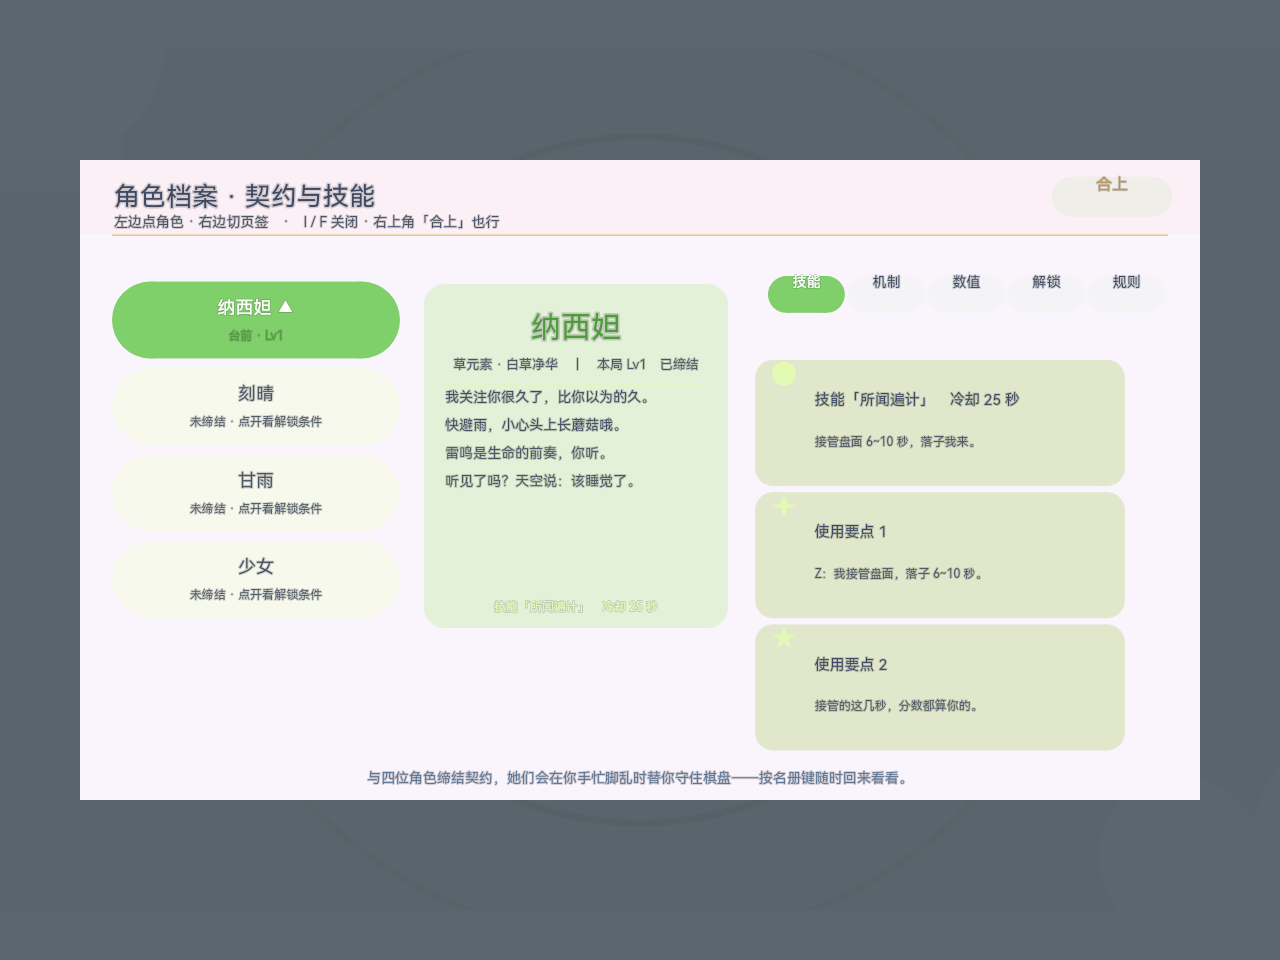 角色档案 · 契约与技能
左边点角色 · 右边切页签 · I / F 关闭 · 右上角「合上」也行
合上
纳西妲 ▲
台前 · Lv1
刻晴
未缔结 · 点开看解锁条件
甘雨
未缔结 · 点开看解锁条件
少女
未缔结 · 点开看解锁条件
纳西妲
草元素 · 白草净华 | 本局 Lv1 已缔结
我关注你很久了，比你以为的久。
快避雨，小心头上长蘑菇哦。
雷鸣是生命的前奏，你听。
听见了吗？天空说：该睡觉了。
技能「所闻遍计」 冷却 25 秒
技能 机制 数值 解锁 规则
技能「所闻遍计」 冷却 25 秒
接管盘面 6~10 秒，落子我来。
使用要点 1
Z：我接管盘面，落子 6~10 秒。
使用要点 2
接管的这几秒，分数都算你的。
与四位角色缔结契约，她们会在你手忙脚乱时替你守住棋盘——按名册键随时回来看看。